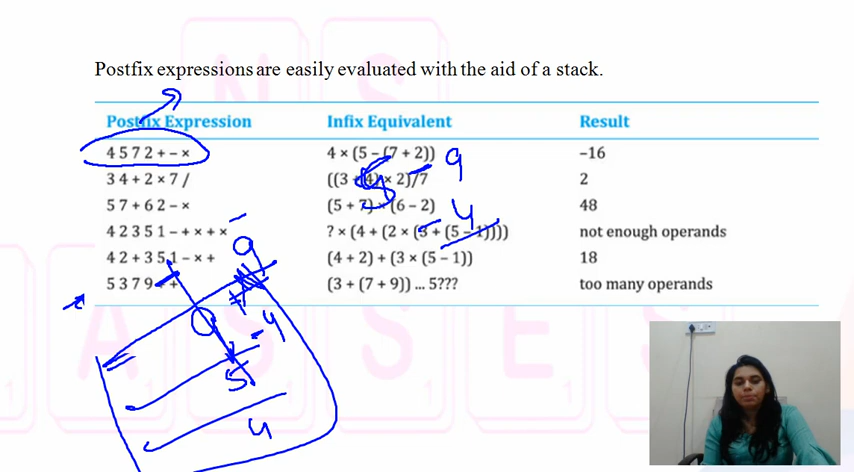 Postfix expressions are easily evaluated with the aid of a stack.
Postfix Expression Infix Equivalent Result
4 5 7 2 + − × 4 × (5 − (7 + 2)) −16
3 4 + 2 × 7 / ((3 + 4) × 2)/7 2
5 7 + 6 2 − × (5 + 7) × (6 − 2) 48
4 2 3 5 1 − + × + × ? × (4 + (2 × (3 + (5 − 1)))) not enough operands
4 2 + 3 5 1 − × + (4 + 2) + (3 × (5 − 1)) 18
5 3 7 9 + + (3 + (7 + 9)) ... 5??? too many operands
5 − 9
− 4
9
− 4
5
4